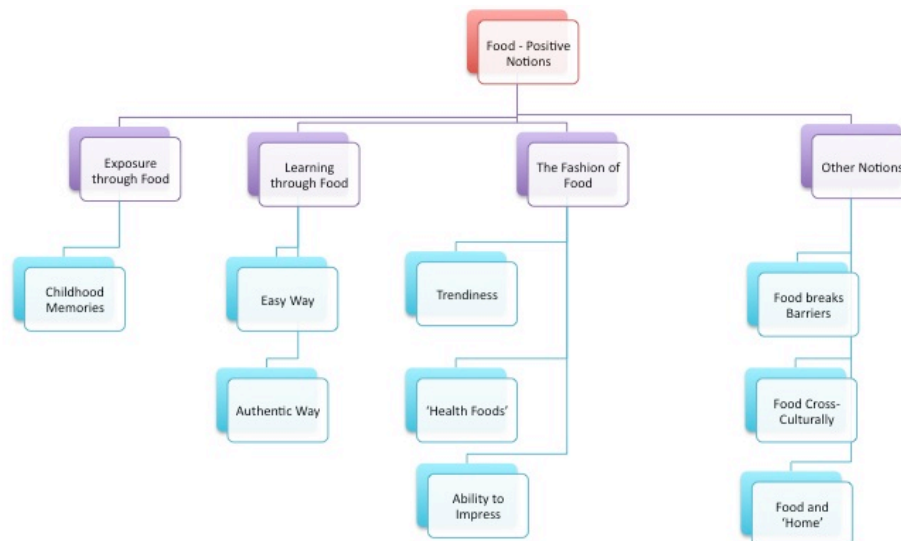 Food - Positive
Notions
Exposure
through Food
Learning
through Food
The Fashion of
Food
Other Notions
Childhood
Memories
Easy Way
Trendiness
Food breaks
Barriers
Authentic Way
'Health Foods'
Food Cross-
Culturally
Ability to
Impress
Food and
'Home'